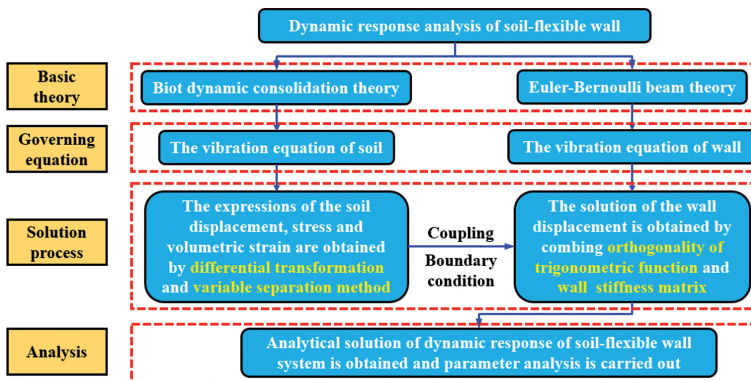 Dynamic response analysis of soil-flexible wall
Basic
theory
Biot dynamic consolidation theory
Euler-Bernoulli beam theory
Governing
equation
The vibration equation of soil
The vibration equation of wall
Solution
process
The expressions of the soil
displacement, stress and
volumetric strain are obtained
by differential transformation
and variable separation method
Coupling
Boundary
condition
The solution of the wall
displacement is obtained by
combing orthogonality of
trigonometric function and
wall stiffness matrix
Analysis
Analytical solution of dynamic response of soil-flexible wall
system is obtained and parameter analysis is carried out